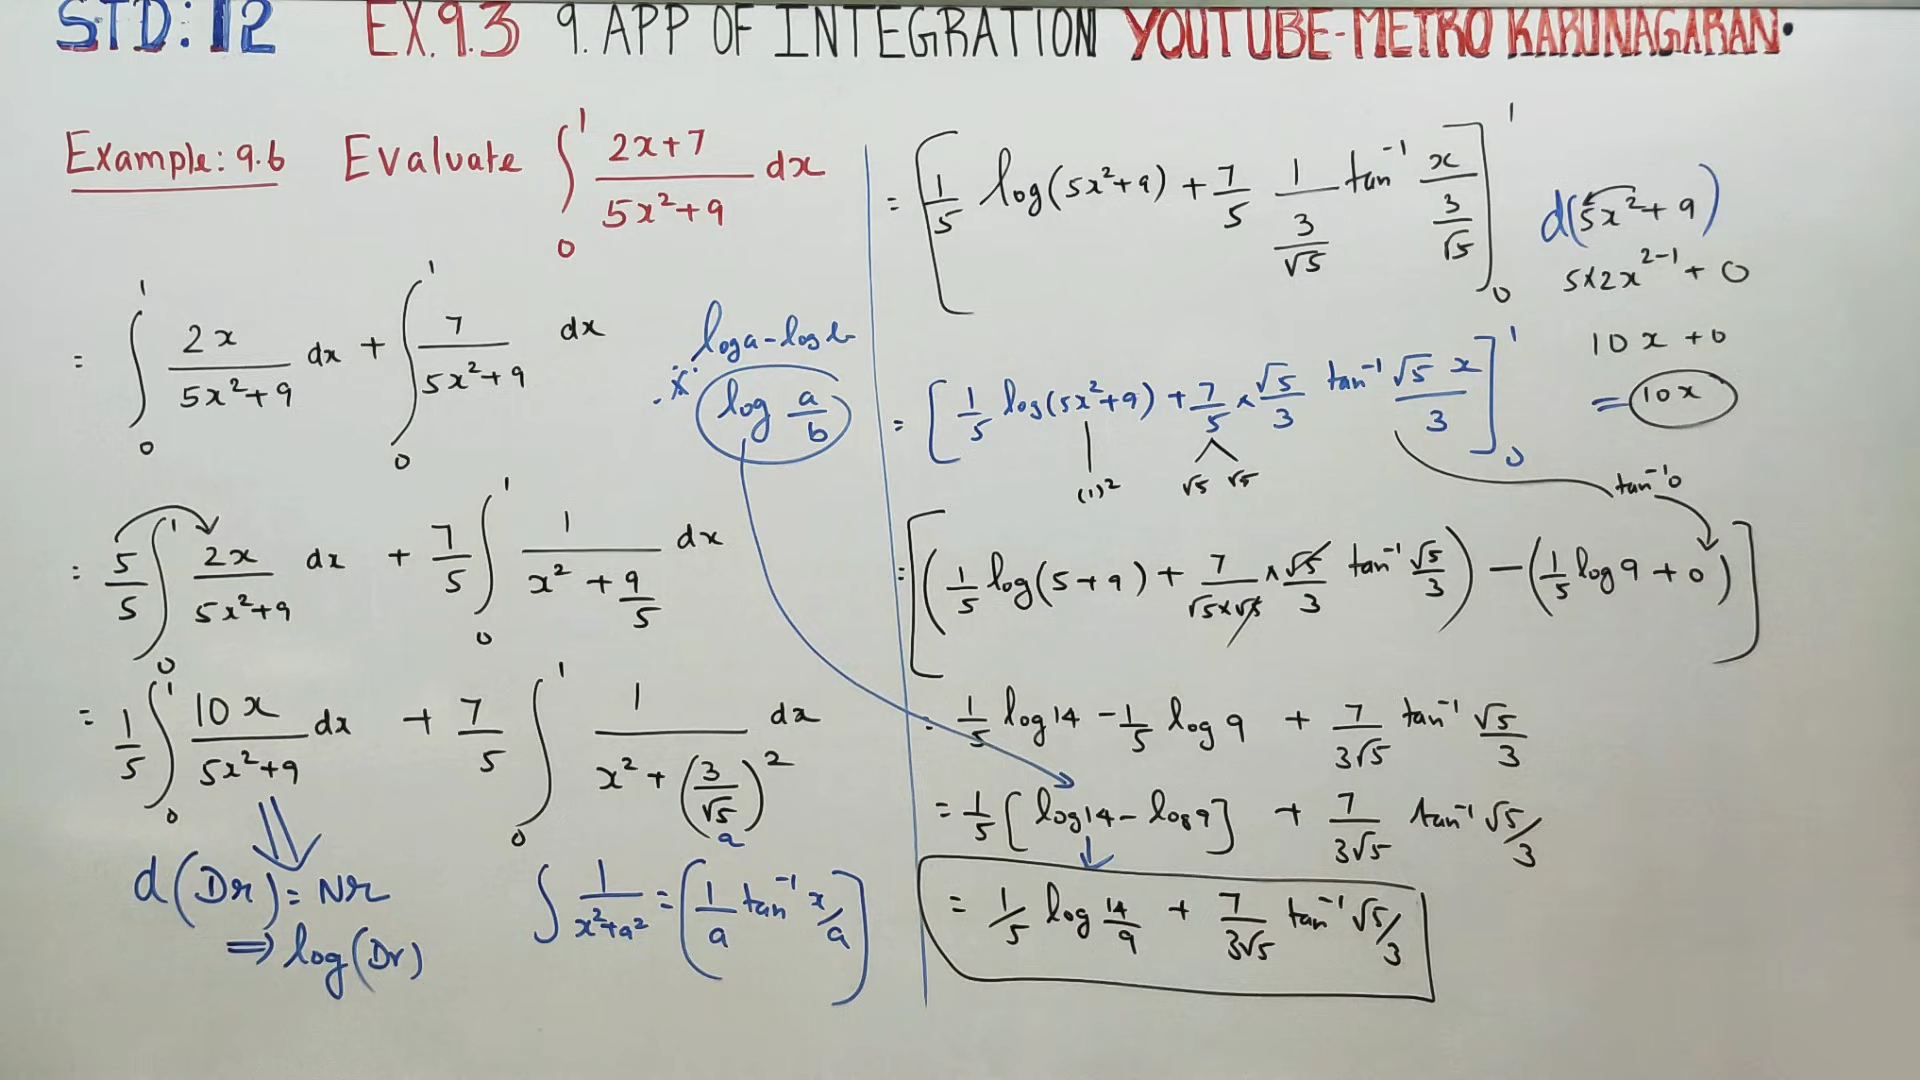 STD: 12 EX.9.3 9. APP OF INTEGRATION YOUTUBE-METRO KARUNAGARAN.
Example: 9.6 Evaluate ∫₀¹ (2x+7)/(5x²+9) dx
= ∫₀¹ 2x/(5x²+9) dx + ∫₀¹ 7/(5x²+9) dx
log a - log b
log a/b
= 5/5 ∫₀¹ 2x/(5x²+9) dx + 7/5 ∫₀¹ 1/(x² + 9/5) dx
= 1/5 ∫₀¹ 10x/(5x²+9) dx + 7/5 ∫₀¹ 1/(x² + (3/√5)²) dx
a
d(Dr) = Nr
⇒ log(Dr)
∫ 1/(x²+a²) = (1/a tan⁻¹ x/a)
= [1/5 log(5x²+9) + 7/5 1/(3/√5) tan⁻¹ x/(3/√5)]₀¹
d(5x²+9)
5×2x²⁻¹ + 0
10x + 0
= 10x
= [1/5 log(5x²+9) + 7/5 × √5/3 tan⁻¹ √5 x/3]₀¹
(1)² √5 √5
tan⁻¹0
= [(1/5 log(5+9) + 7/(√5×√5) × √5/3 tan⁻¹ √5/3) - (1/5 log 9 + 0)]
= 1/5 log 14 - 1/5 log 9 + 7/(3√5) tan⁻¹ √5/3
= 1/5 [log 14 - log 9] + 7/(3√5) tan⁻¹ √5/3
= 1/5 log 14/9 + 7/(3√5) tan⁻¹ √5/3